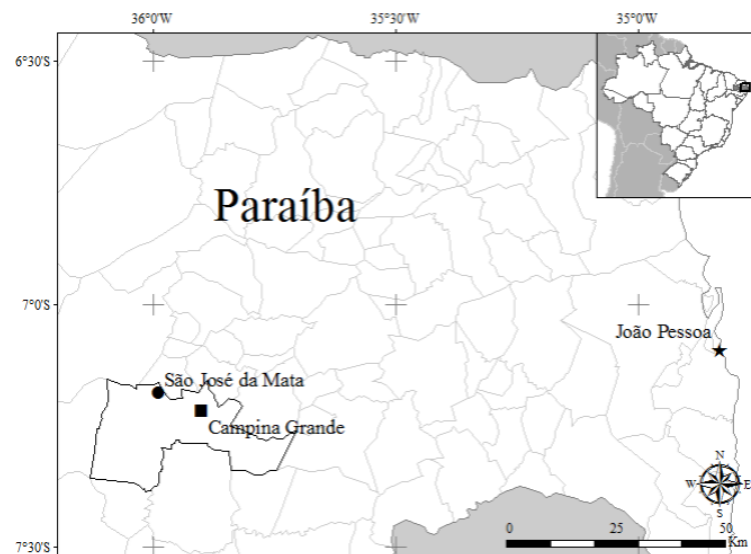 36°0'W 35°30'W 35°0'W
6°30'S
Paraíba
7°0'S
João Pessoa
São José da Mata
Campina Grande
N
W E
S
0 25 50
Km
7°30'S